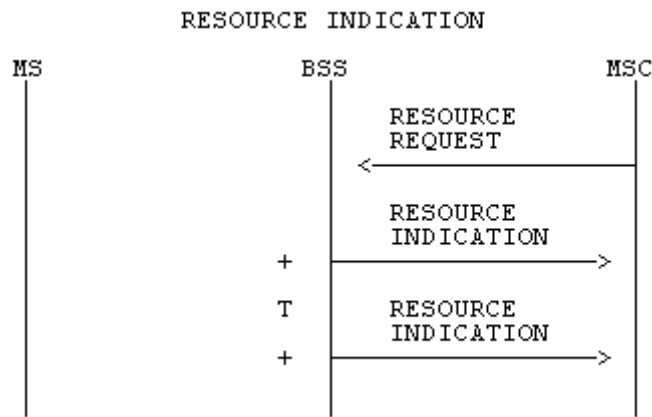 RESOURCE INDICATION
MS BSS MSC
RESOURCE
REQUEST
RESOURCE
INDICATION
+
T RESOURCE
INDICATION
+